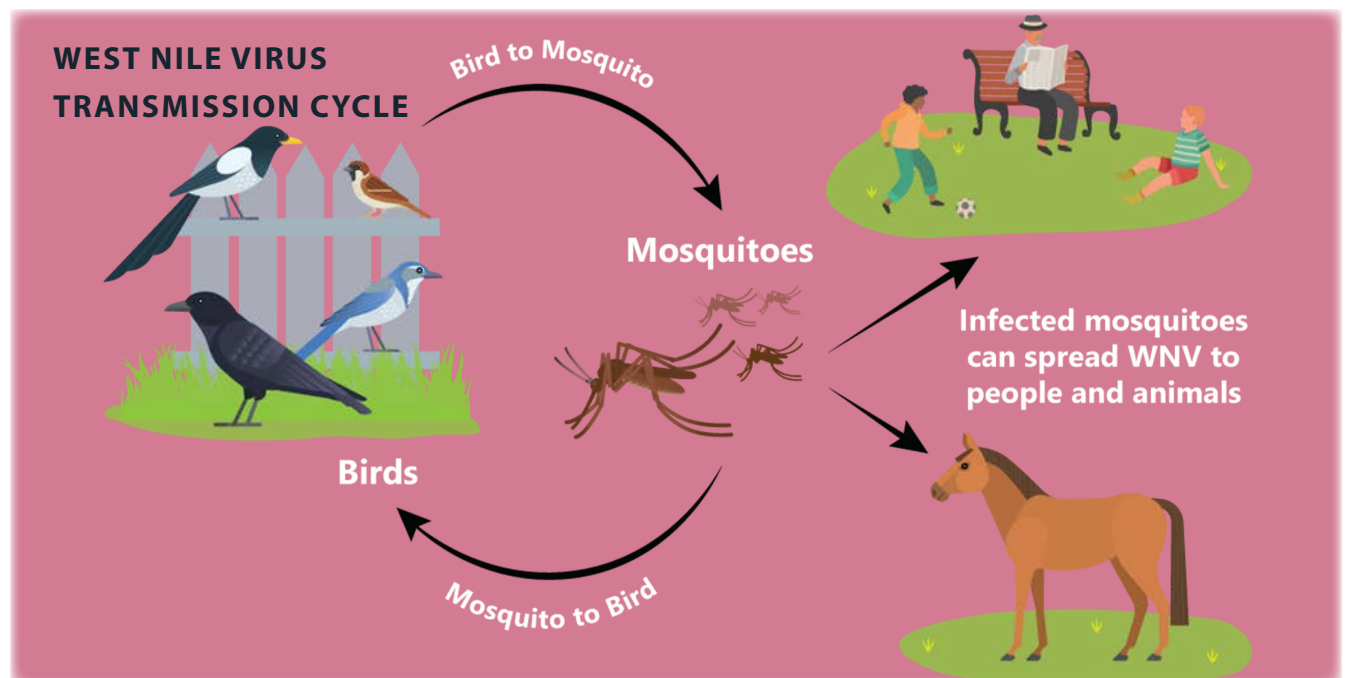 WEST NILE VIRUS
TRANSMISSION CYCLE
Bird to Mosquito
Mosquitoes
Infected mosquitoes
can spread WNV to
people and animals
Birds
Mosquito to Bird